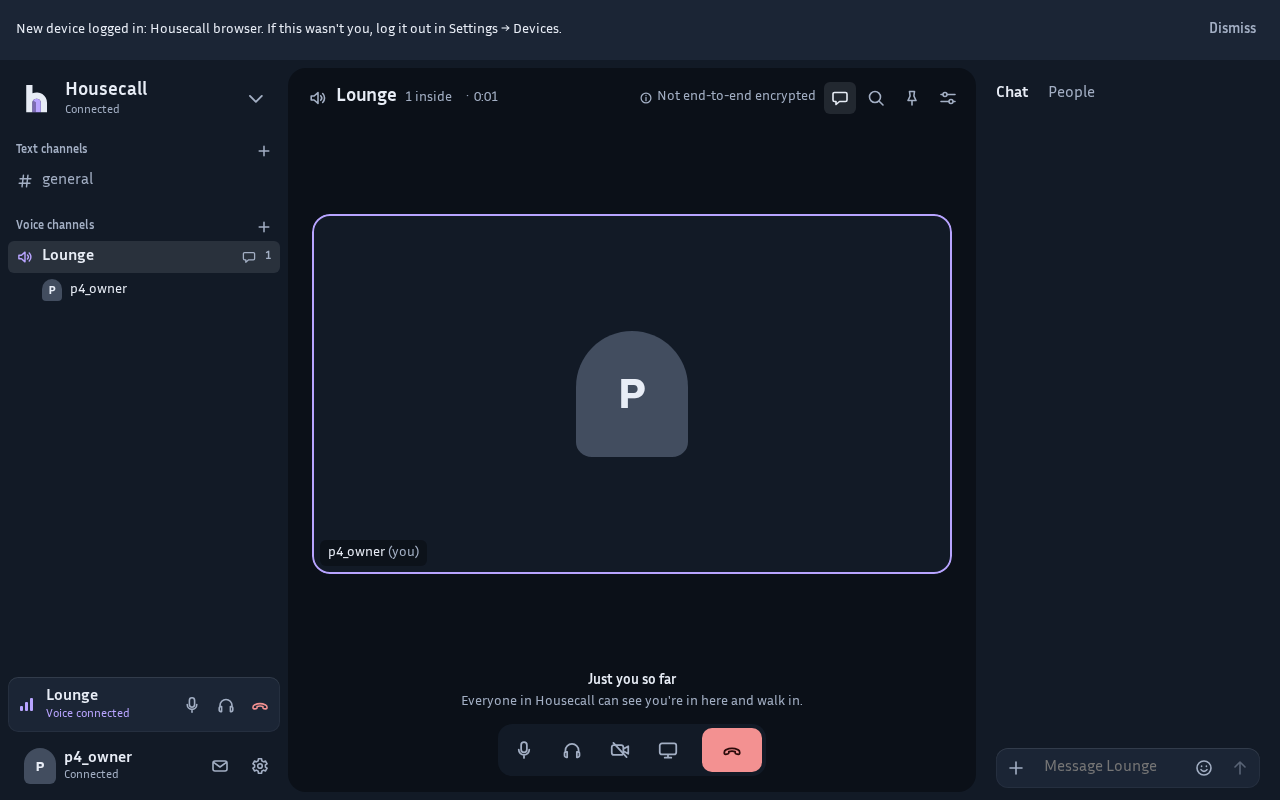 New device logged in: Housecall browser. If this wasn't you, log it out in Settings → Devices.
Dismiss
Housecall
Connected
Text channels
general
Voice channels
Lounge
1
P
p4_owner
Lounge
1 inside · 0:01
Not end-to-end encrypted
P
p4_owner (you)
Just you so far
Everyone in Housecall can see you're in here and walk in.
Chat
People
Message Lounge
Lounge
Voice connected
P
p4_owner
Connected